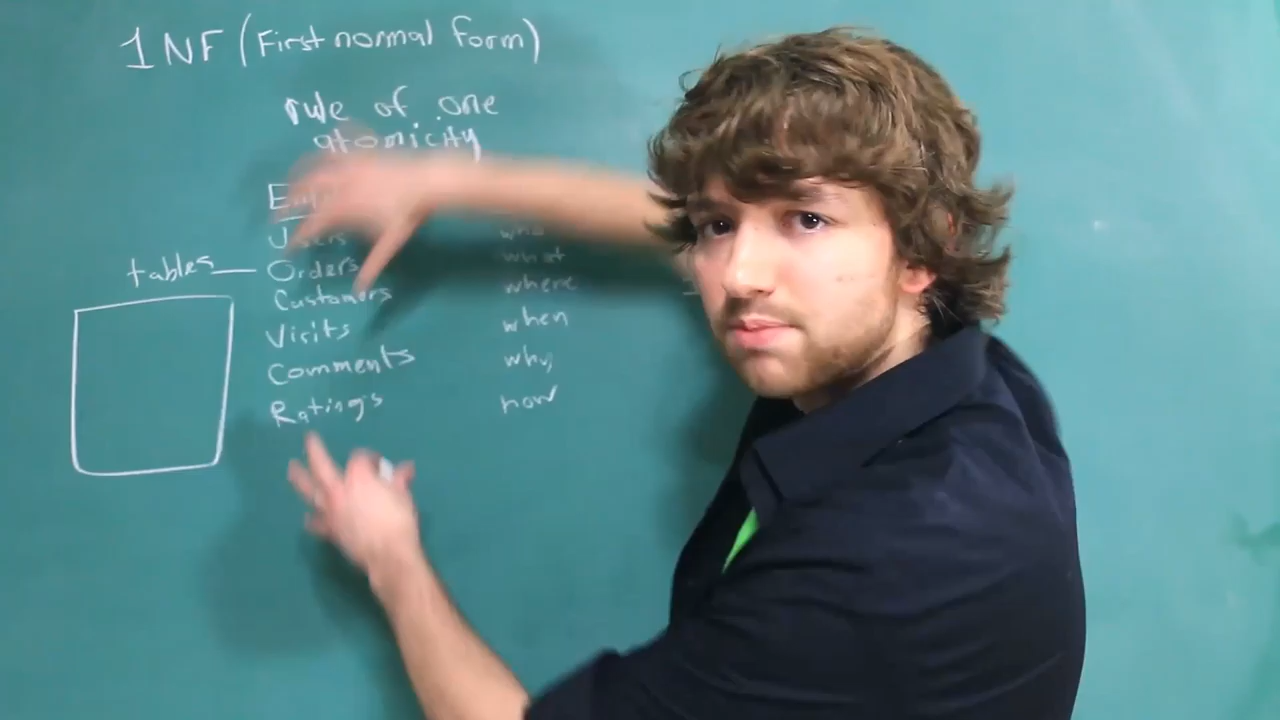 1NF (First normal form)
rule of one
atomicity
Users
tables
Orders
Customers
Visits
Comments
Ratings
who
what
where
when
why
how